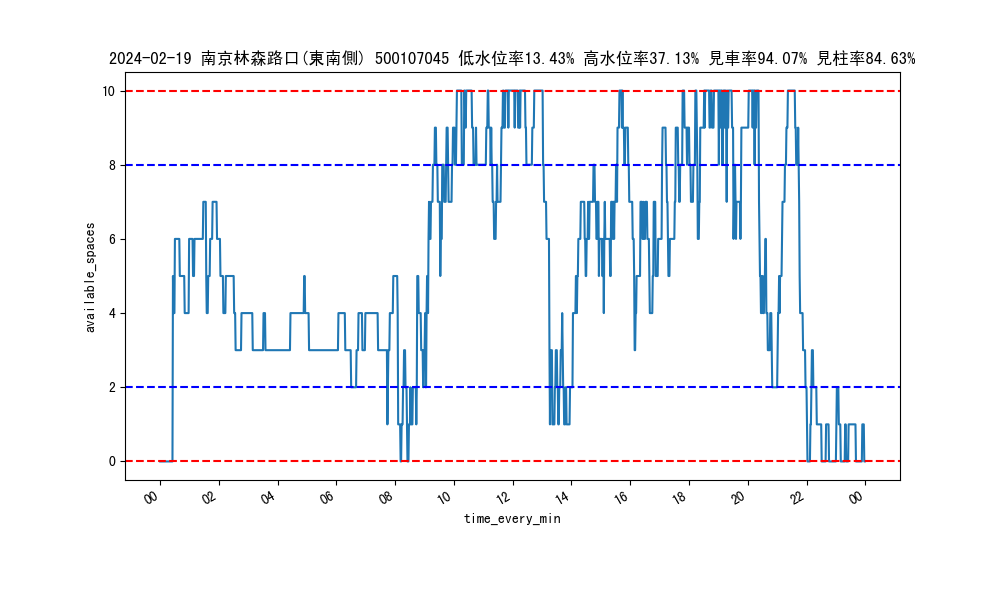 2024-02-19 南京林森路口(東南側) 500107045 低水位率13.43% 高水位率37.13% 見車率94.07% 見柱率84.63%
available_spaces
10
8
6
4
2
0
00 02 04 06 08 10 12 14 16 18 20 22 00
time_every_min